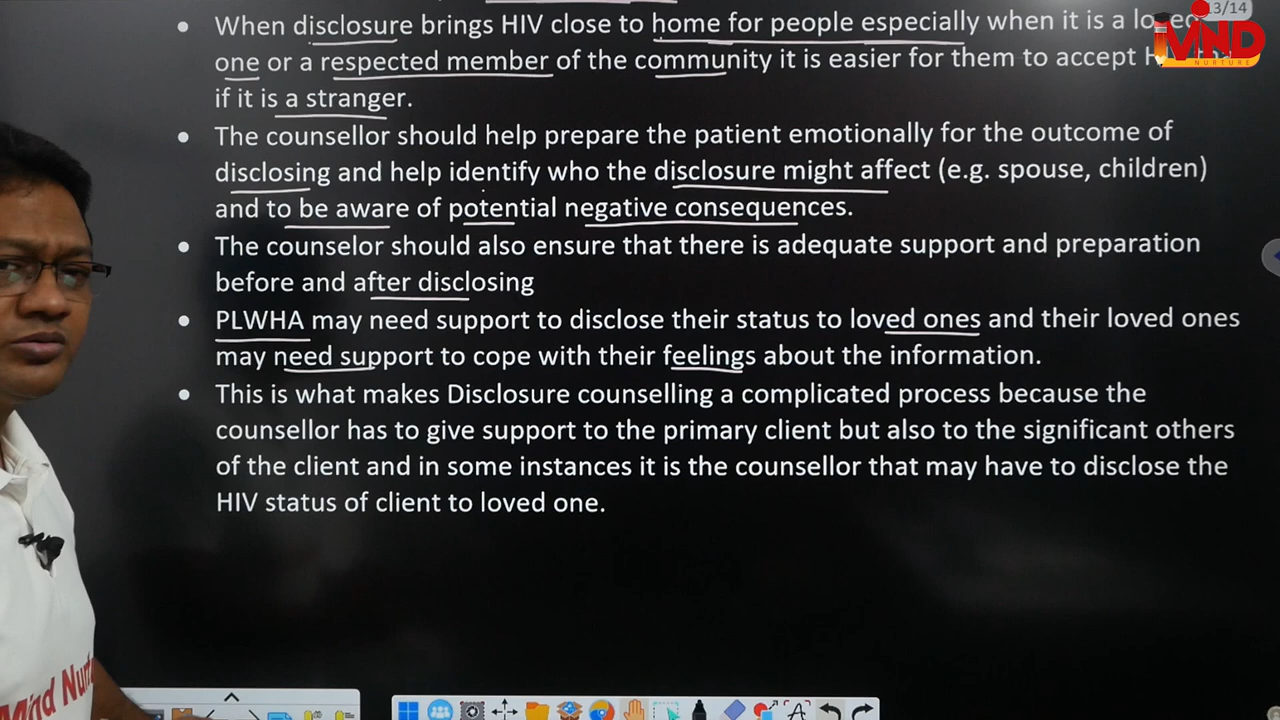 13/14
MIND
NURTURE
• When disclosure brings HIV close to home for people especially when it is a loved
one or a respected member of the community it is easier for them to accept
if it is a stranger.
• The counsellor should help prepare the patient emotionally for the outcome of
disclosing and help identify who the disclosure might affect (e.g. spouse, children)
and to be aware of potential negative consequences.
• The counselor should also ensure that there is adequate support and preparation
before and after disclosing
• PLWHA may need support to disclose their status to loved ones and their loved ones
may need support to cope with their feelings about the information.
• This is what makes Disclosure counselling a complicated process because the
counsellor has to give support to the primary client but also to the significant others
of the client and in some instances it is the counsellor that may have to disclose the
HIV status of client to loved one.
Mind Nurt